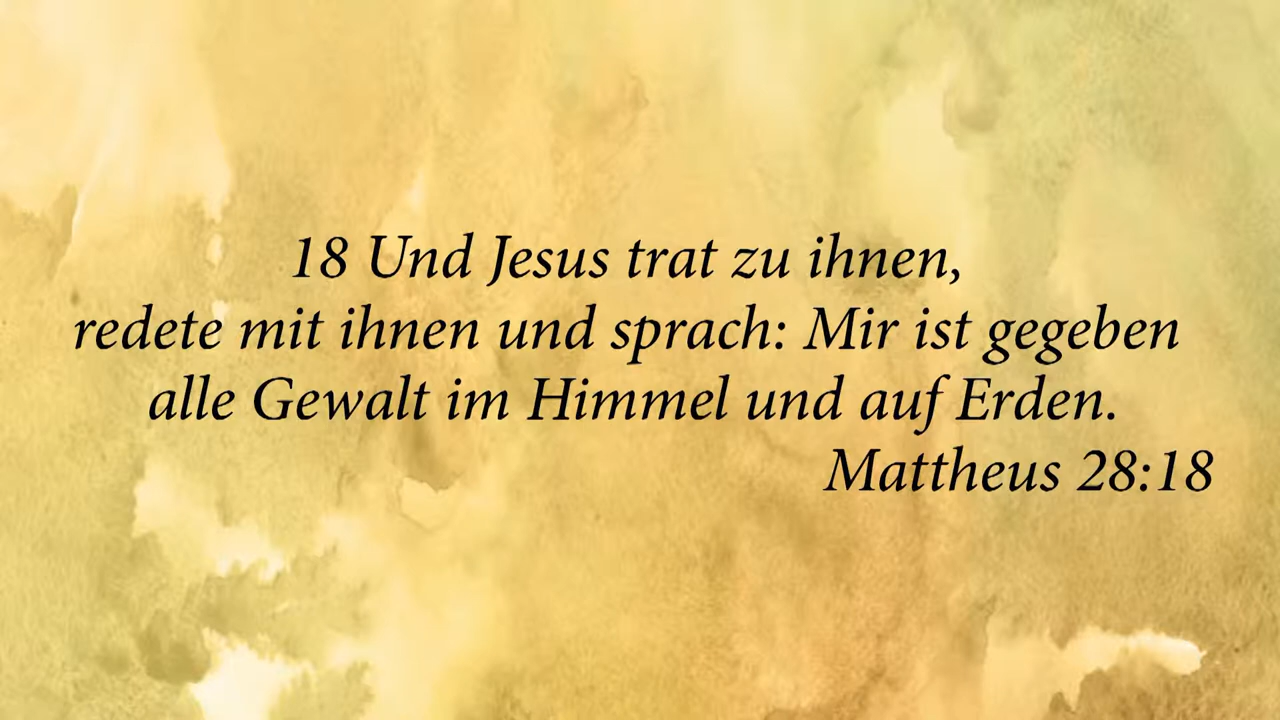 18 Und Jesus trat zu ihnen,
redete mit ihnen und sprach: Mir ist gegeben
alle Gewalt im Himmel und auf Erden.
Mattheus 28:18